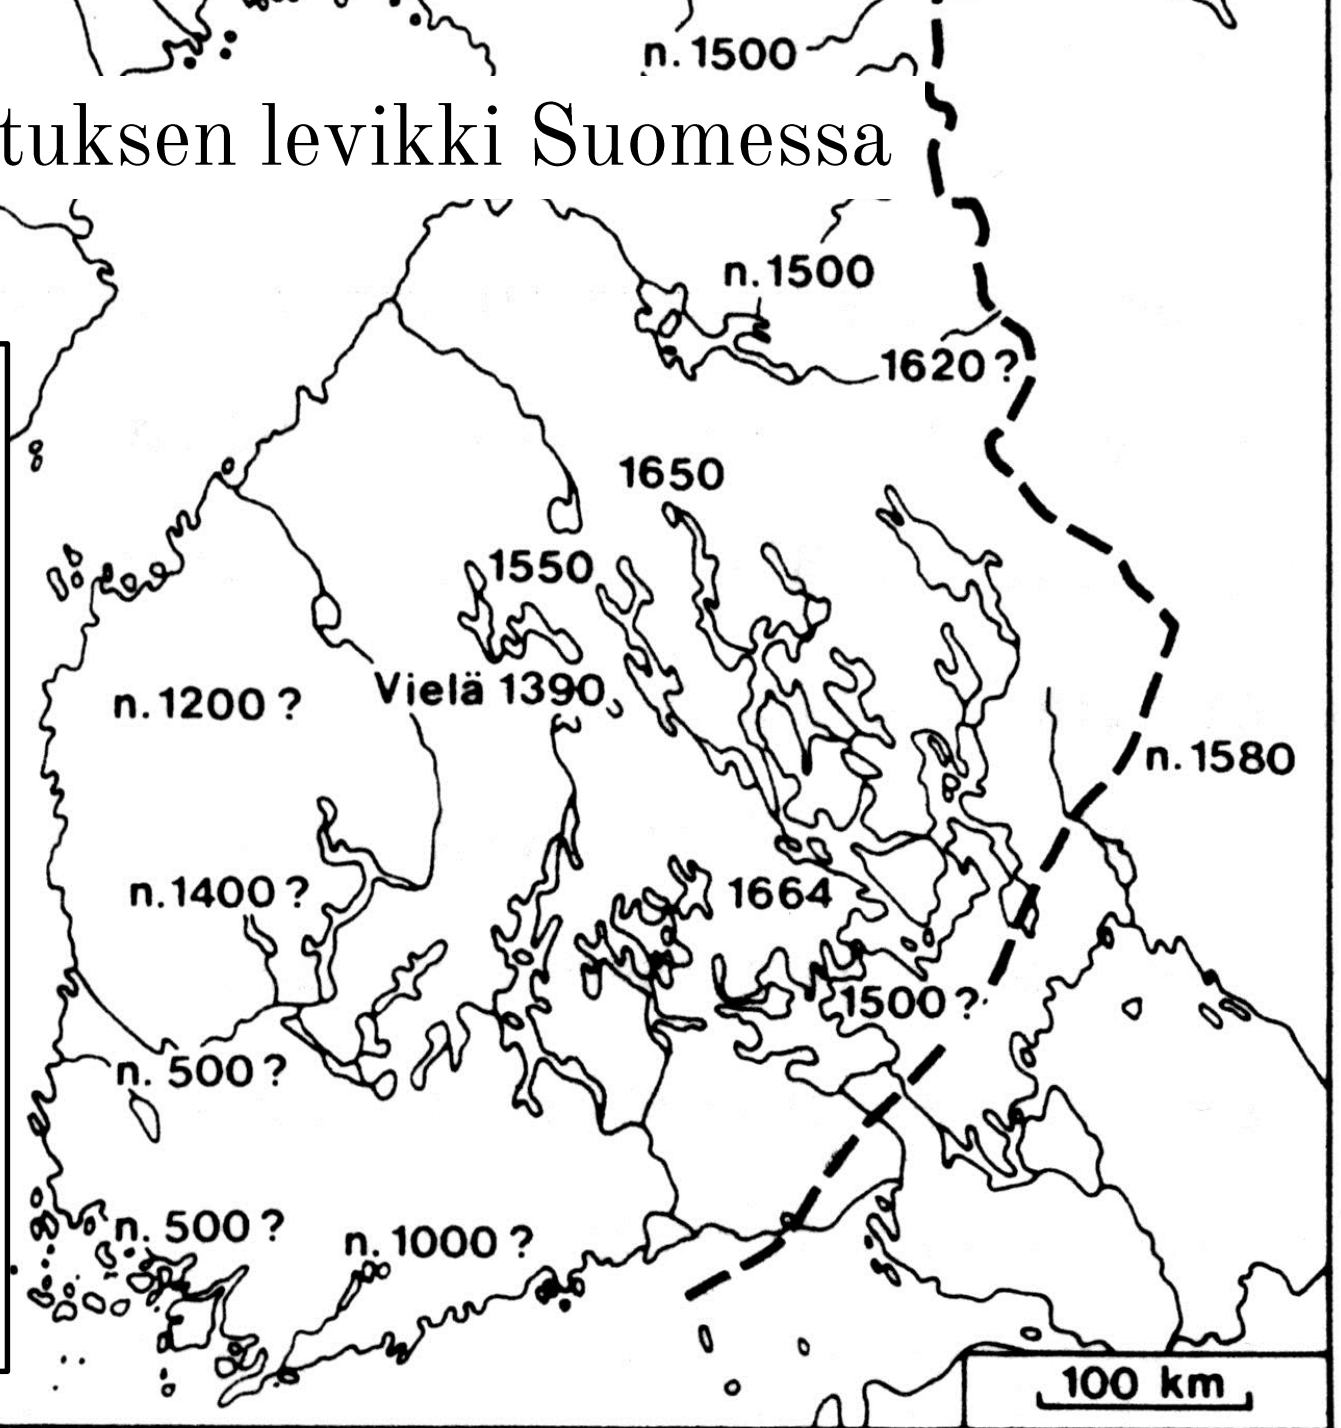 n.1500
tuksen levikki Suomessa
n.1500
1620?
1650
1550
Vielä 1390
n.1200?
n.1580
n.1400?
1664
1500?
n. 500?
n. 500?
n. 1000?
100 km